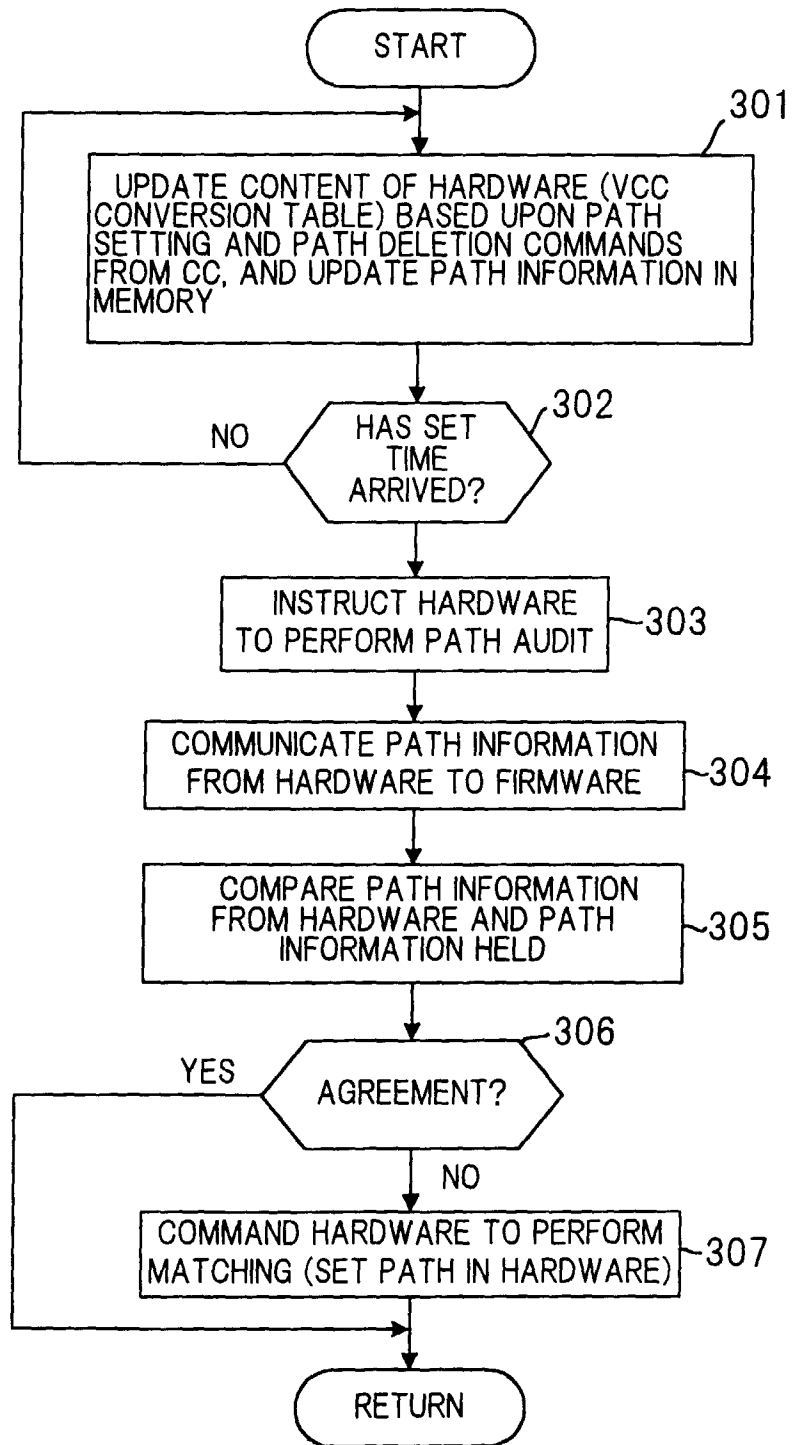 START
301
UPDATE CONTENT OF HARDWARE (VCC
CONVERSION TABLE) BASED UPON PATH
SETTING AND PATH DELETION COMMANDS
FROM CC, AND UPDATE PATH INFORMATION IN
MEMORY
302
NO
HAS SET
TIME
ARRIVED?
INSTRUCT HARDWARE
TO PERFORM PATH AUDIT
303
COMMUNICATE PATH INFORMATION
FROM HARDWARE TO FIRMWARE
304
COMPARE PATH INFORMATION
FROM HARDWARE AND PATH
INFORMATION HELD
305
306
YES
AGREEMENT?
NO
COMMAND HARDWARE TO PERFORM
MATCHING (SET PATH IN HARDWARE)
307
RETURN